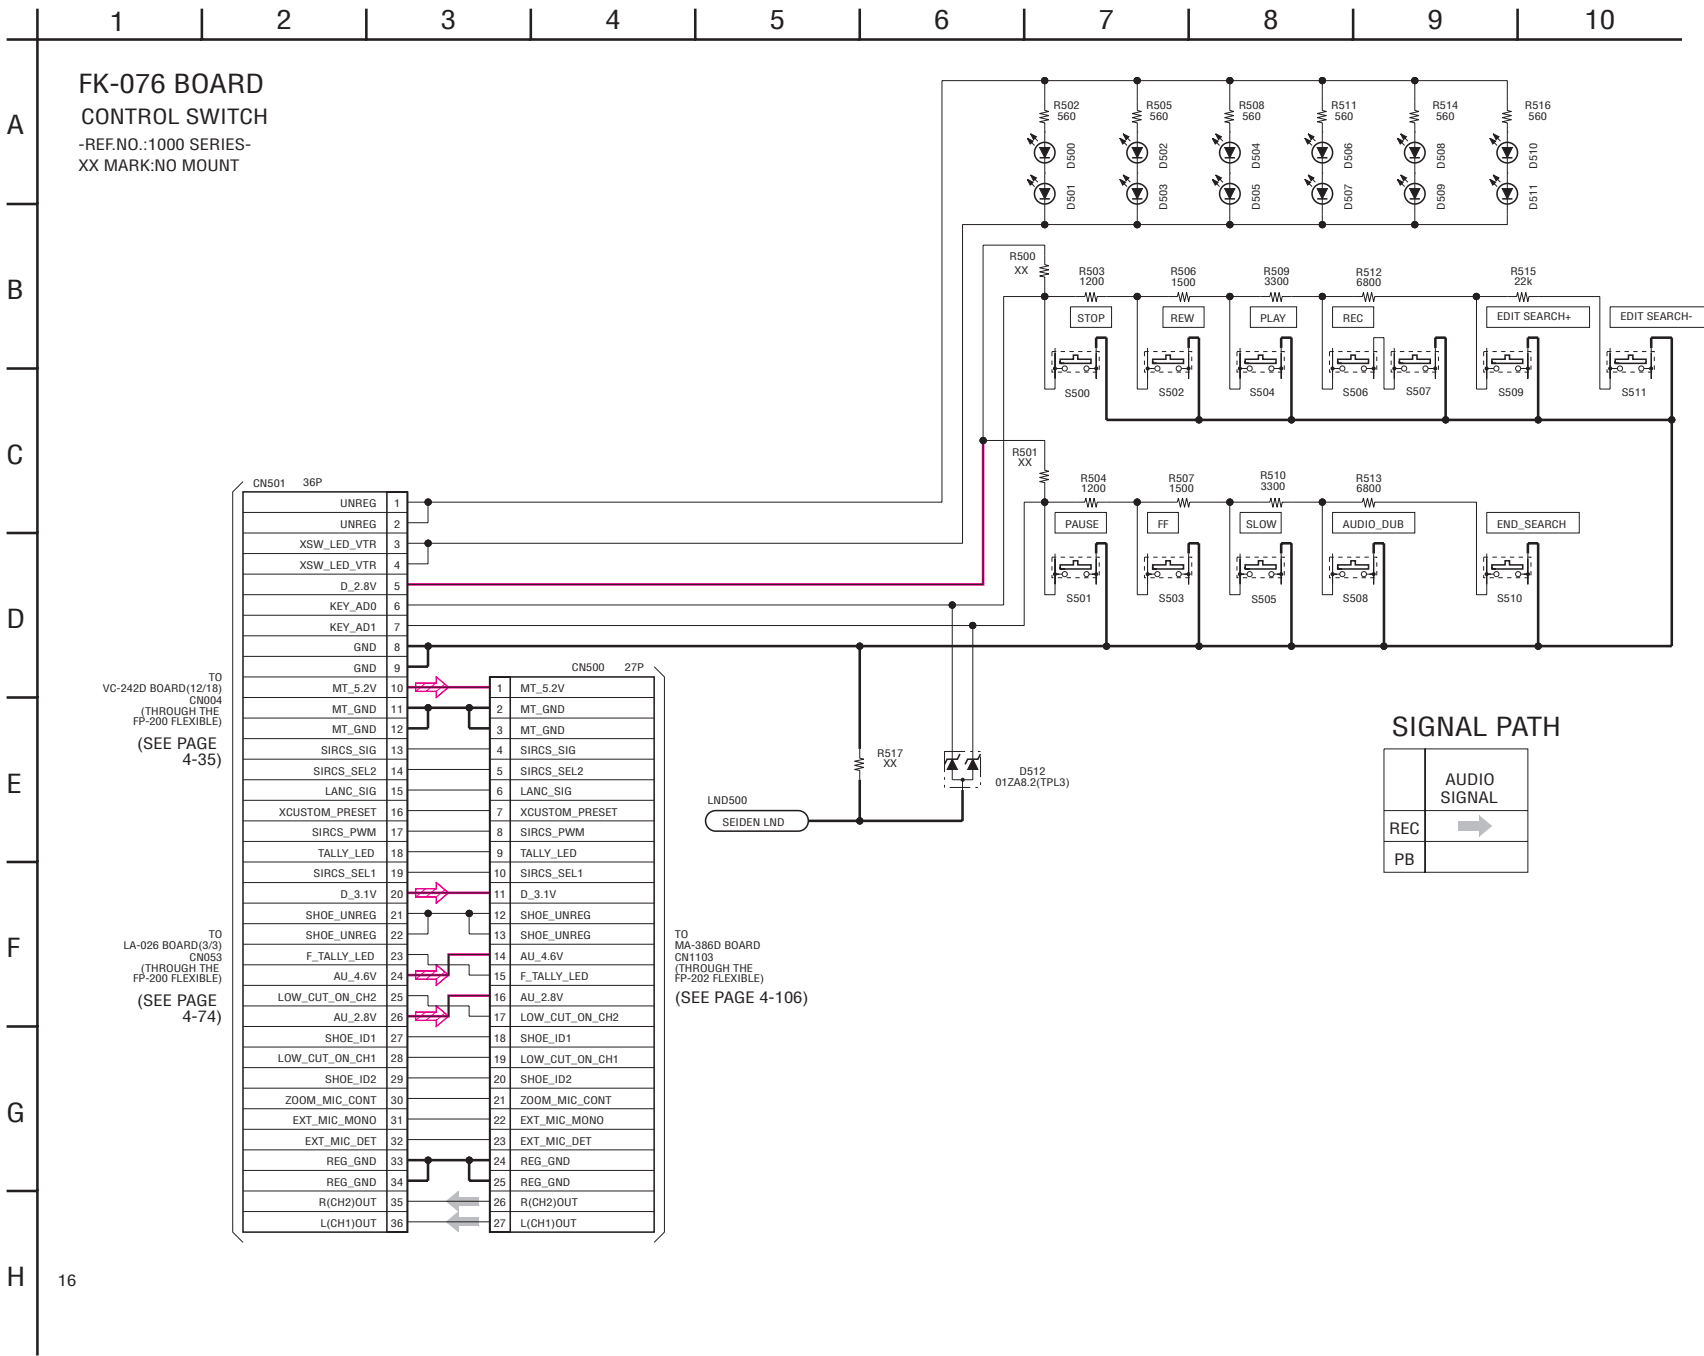 1 2 3 4 5 6 7 8 9 10
A
B
C
D
E
F
G
H
FK-076 BOARD
CONTROL SWITCH
-REF.NO.:1000 SERIES-
XX MARK:NO MOUNT
R502 560
R505 560
R508 560
R511 560
R514 560
R516 560
D500 D502 D504 D506 D508 D510
D501 D503 D505 D507 D509 D511
R500 XX
R503 1200
R506 1500
R509 3300
R512 6800
R515 22k
STOP REW PLAY REC EDIT SEARCH+ EDIT SEARCH-
S500 S502 S504 S506 S507 S509 S511
R501 XX
R504 1200
R507 1500
R510 3300
R513 6800
PAUSE FF SLOW AUDIO_DUB END_SEARCH
S501 S503 S505 S508 S510
CN501 36P
UNREG 1
UNREG 2
XSW_LED_VTR 3
XSW_LED_VTR 4
D_2.8V 5
KEY_AD0 6
KEY_AD1 7
GND 8
GND 9
MT_5.2V 10
MT_GND 11
MT_GND 12
SIRCS_SIG 13
SIRCS_SEL2 14
LANC_SIG 15
XCUSTOM_PRESET 16
SIRCS_PWM 17
TALLY_LED 18
SIRCS_SEL1 19
D_3.1V 20
SHOE_UNREG 21
SHOE_UNREG 22
F_TALLY_LED 23
AU_4.6V 24
LOW_CUT_ON_CH2 25
AU_2.8V 26
SHOE_ID1 27
LOW_CUT_ON_CH1 28
SHOE_ID2 29
ZOOM_MIC_CONT 30
EXT_MIC_MONO 31
EXT_MIC_DET 32
REG_GND 33
REG_GND 34
R(CH2)OUT 35
L(CH1)OUT 36
TO
VC-242D BOARD(12/18)
CN004
(THROUGH THE
FP-200 FLEXIBLE)
(SEE PAGE
4-35)
TO
LA-026 BOARD(3/3)
CN053
(THROUGH THE
FP-200 FLEXIBLE)
(SEE PAGE
4-74)
CN500 27P
1 MT_5.2V
2 MT_GND
3 MT_GND
4 SIRCS_SIG
5 SIRCS_SEL2
6 LANC_SIG
7 XCUSTOM_PRESET
8 SIRCS_PWM
9 TALLY_LED
10 SIRCS_SEL1
11 D_3.1V
12 SHOE_UNREG
13 SHOE_UNREG
14 AU_4.6V
15 F_TALLY_LED
16 AU_2.8V
17 LOW_CUT_ON_CH2
18 SHOE_ID1
19 LOW_CUT_ON_CH1
20 SHOE_ID2
21 ZOOM_MIC_CONT
22 EXT_MIC_MONO
23 EXT_MIC_DET
24 REG_GND
25 REG_GND
26 R(CH2)OUT
27 L(CH1)OUT
TO
MA-386D BOARD
CN1103
(THROUGH THE
FP-202 FLEXIBLE)
(SEE PAGE 4-106)
R517
XX
D512
01ZA8.2(TPL3)
LND500
SEIDEN LND
SIGNAL PATH
AUDIO
SIGNAL
REC
PB
16